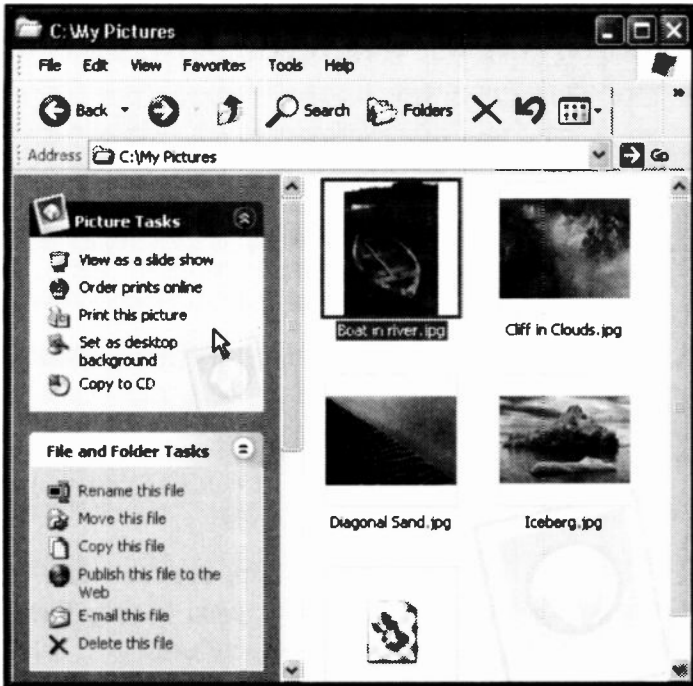 C:\My Pictures
File Edit View Favorites Tools Help
Back Search Folders
Address C:\My Pictures Go
Picture Tasks
View as a slide show
Order prints online
Print this picture
Set as desktop
background
Copy to CD
File and Folder Tasks
Rename this file
Move this file
Copy this file
Publish this file to the
Web
E-mail this file
Delete this file
Boat in river.jpg
Cliff in Clouds.jpg
Diagonal Sand.jpg
Iceberg.jpg